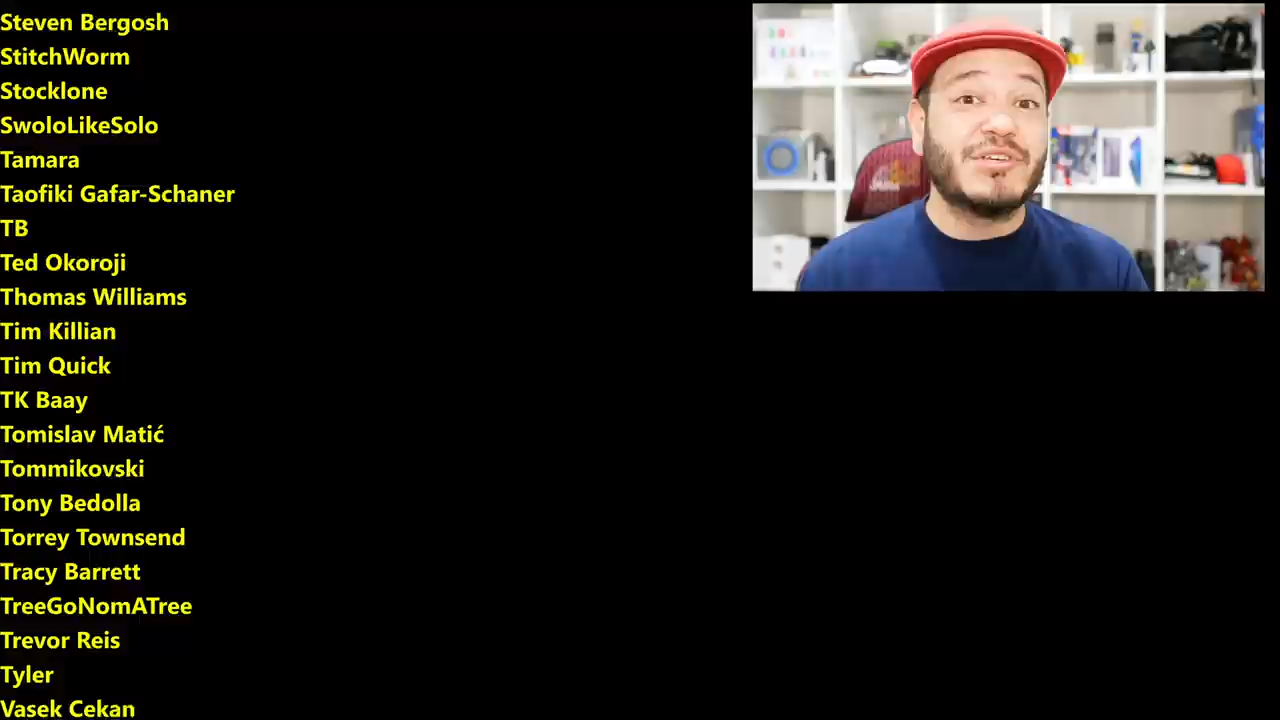 Steven Bergosh
StitchWorm
Stocklone
SwoloLikeSolo
Tamara
Taofiki Gafar-Schaner
TB
Ted Okoroji
Thomas Williams
Tim Killian
Tim Quick
TK Baay
Tomislav Matić
Tommikovski
Tony Bedolla
Torrey Townsend
Tracy Barrett
TreeGoNomATree
Trevor Reis
Tyler
Vasek Cekan